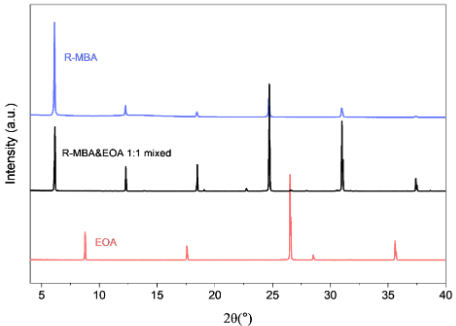 R-MBA
R-MBA&EOA 1:1 mixed
EOA
Intensity (a.u.)
5 10 15 20 25 30 35 40
2θ(°)